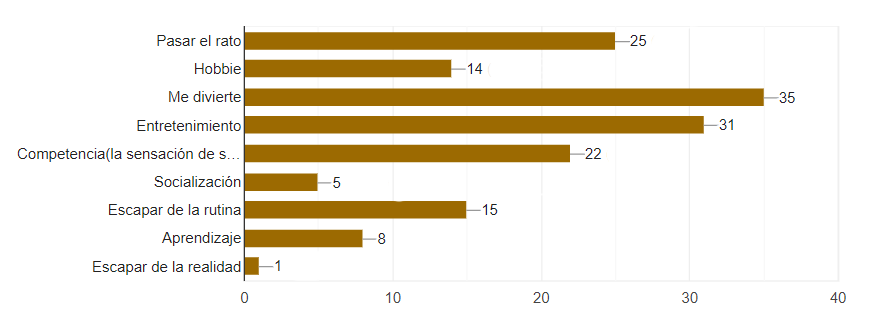 Pasar el rato 25
Hobbie 14
Me divierte 35
Entretenimiento 31
Competencia(la sensación de s... 22
Socialización 5
Escapar de la rutina 15
Aprendizaje 8
Escapar de la realidad 1
0 10 20 30 40